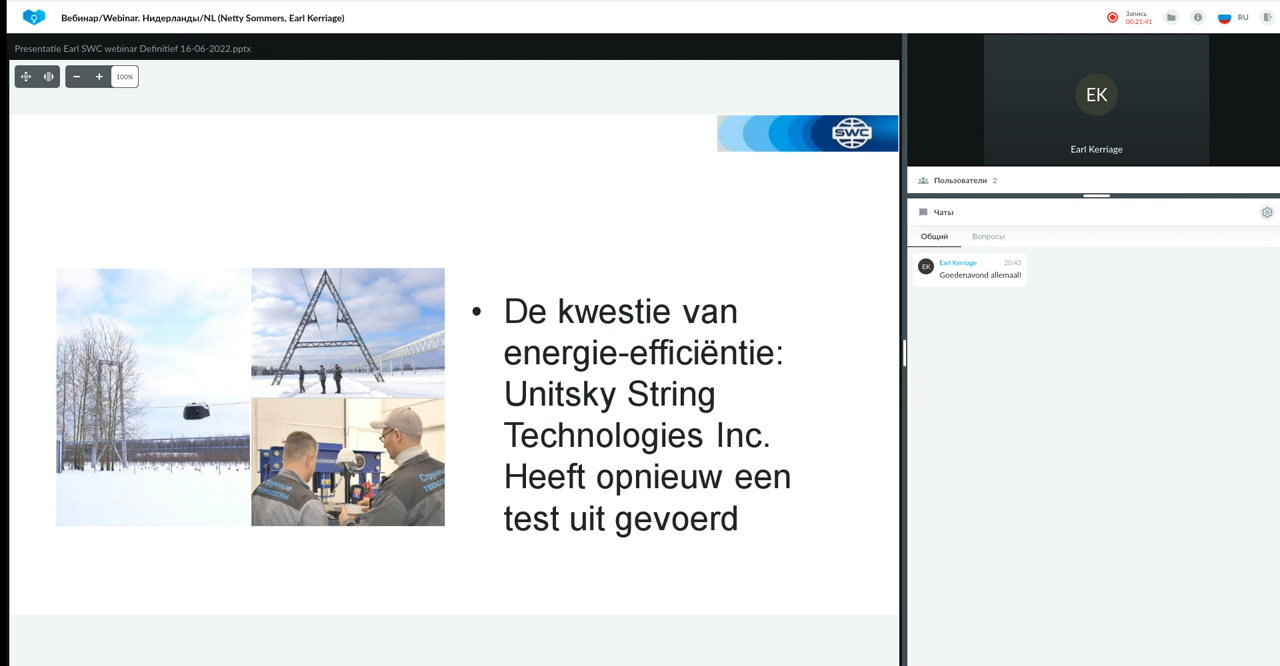 Вебинар/Webinar. Нидерланды/NL (Netty Sommers, Earl Kerriage)
Запись
00:21:41
RU
Presentatie Earl SWC webinar Definitief 16-06-2022.pptx
100%
SWC
EK
Earl Kerriage
Пользователи 2
Чаты
Общий Вопросы
EK
Earl Kerriage 20:43
Goedenavond allemaal!
• De kwestie van
energie-efficiëntie:
Unitsky String
Technologies Inc.
Heeft opnieuw een
test uit gevoerd